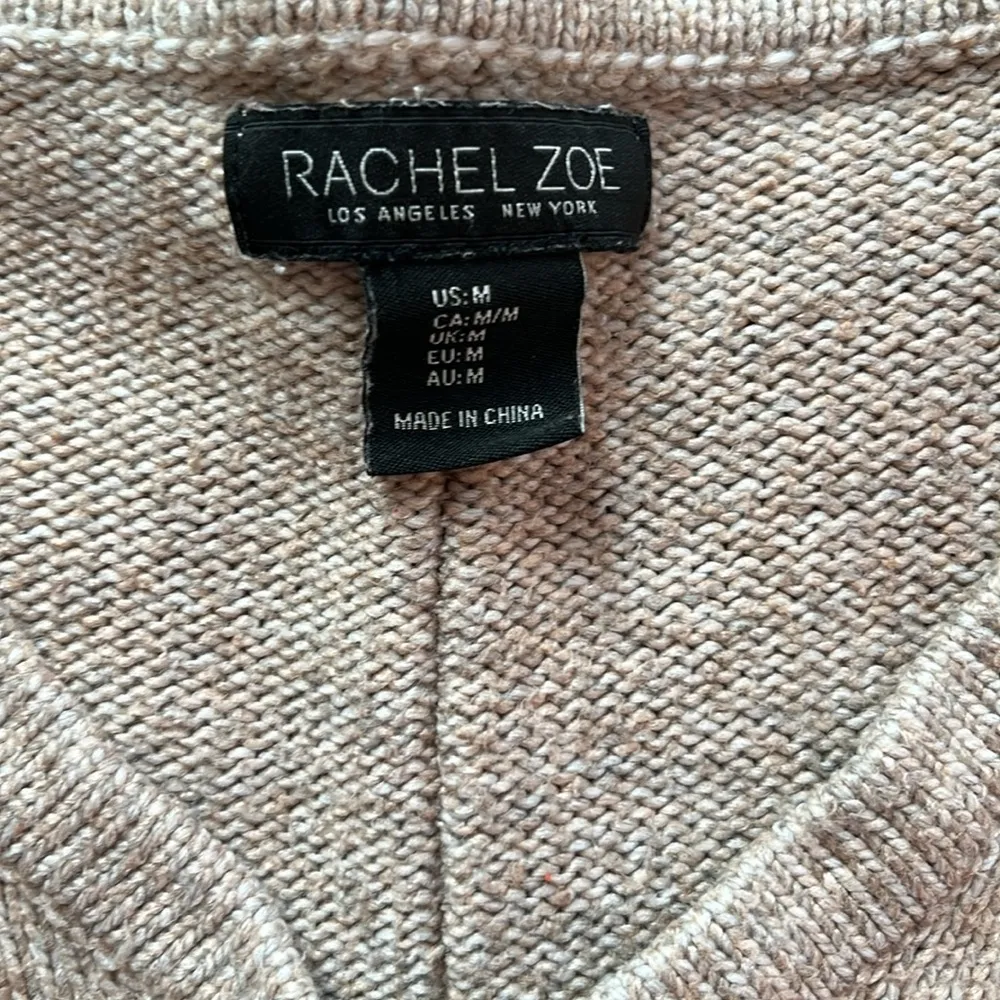 RACHEL ZOE
LOS ANGELES NEW YORK
US: M
CA: M/M
UK: M
EU: M
AU: M
MADE IN CHINA